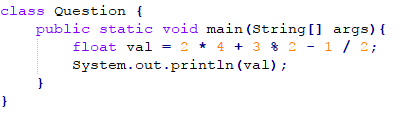 class Question {
    public static void main(String[] args){
        float val = 2 * 4 + 3 % 2 - 1 / 2;
        System.out.println(val);
    }
}